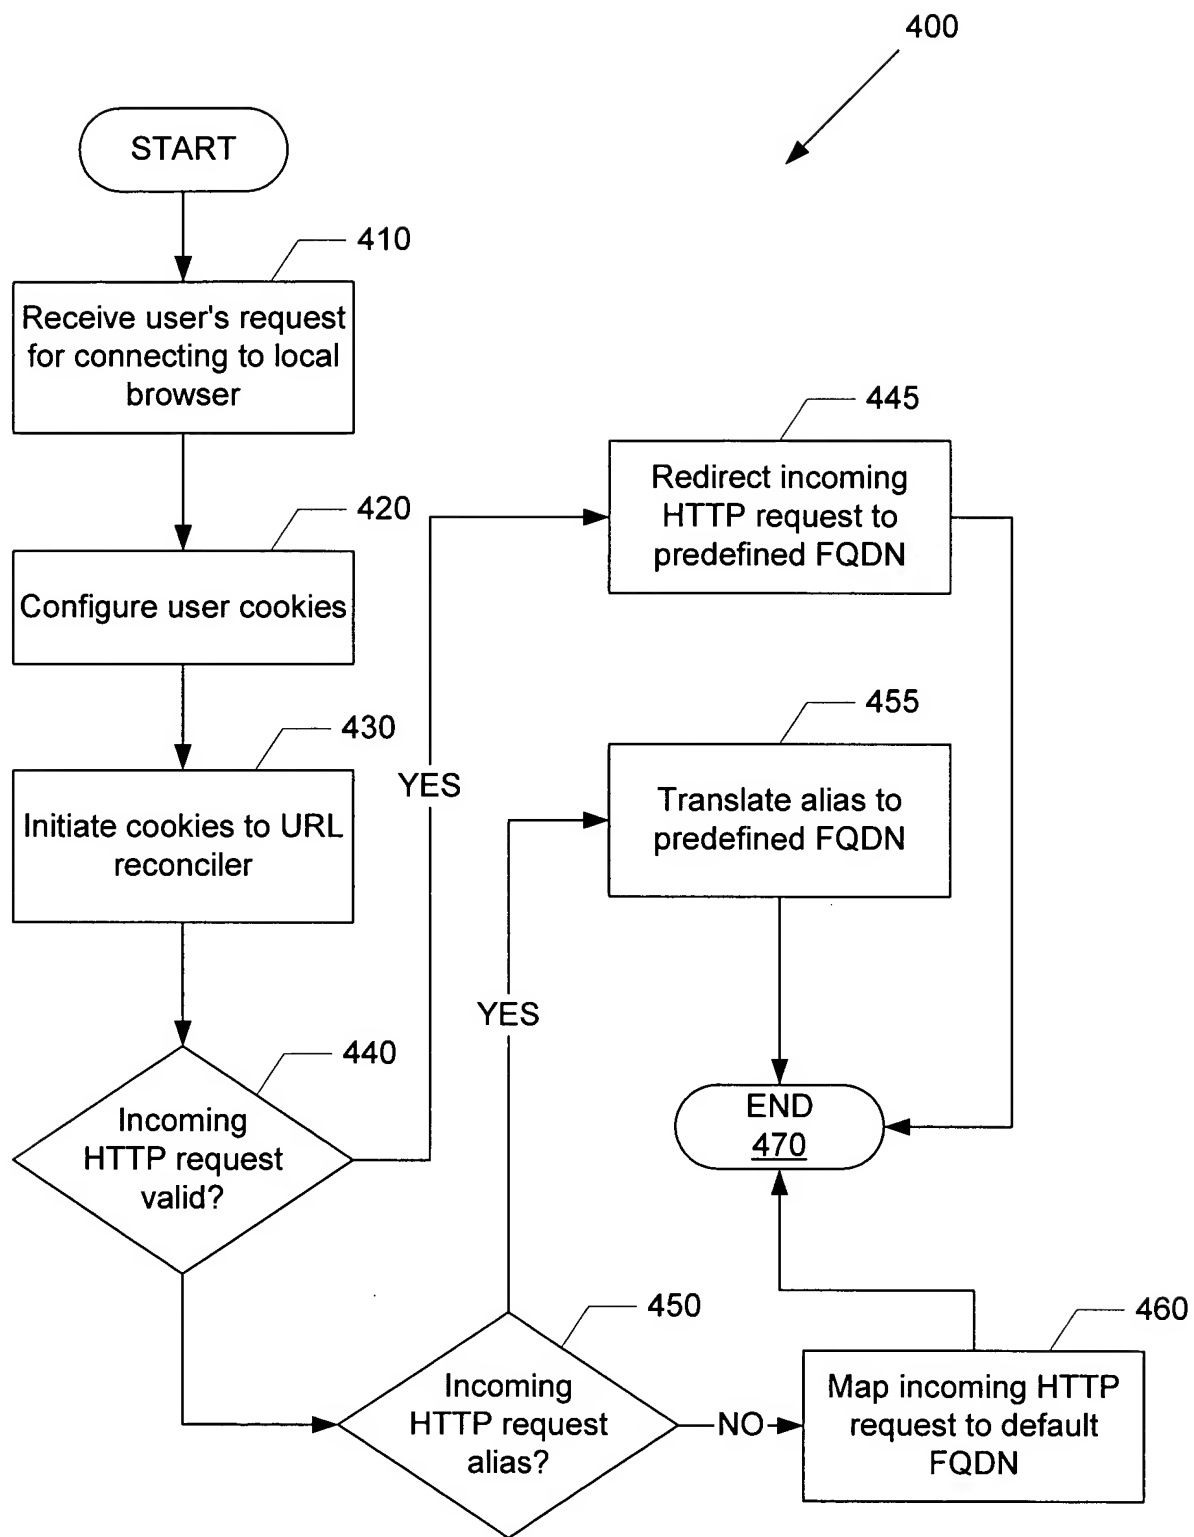 400
START
410
Receive user's request
for connecting to local
browser
445
Redirect incoming
HTTP request to
predefined FQDN
420
Configure user cookies
455
430
YES
Translate alias to
predefined FQDN
Initiate cookies to URL
reconciler
YES
440
Incoming
HTTP request
valid?
END
470
450
460
Incoming
HTTP request
alias?
NO
Map incoming HTTP
request to default
FQDN